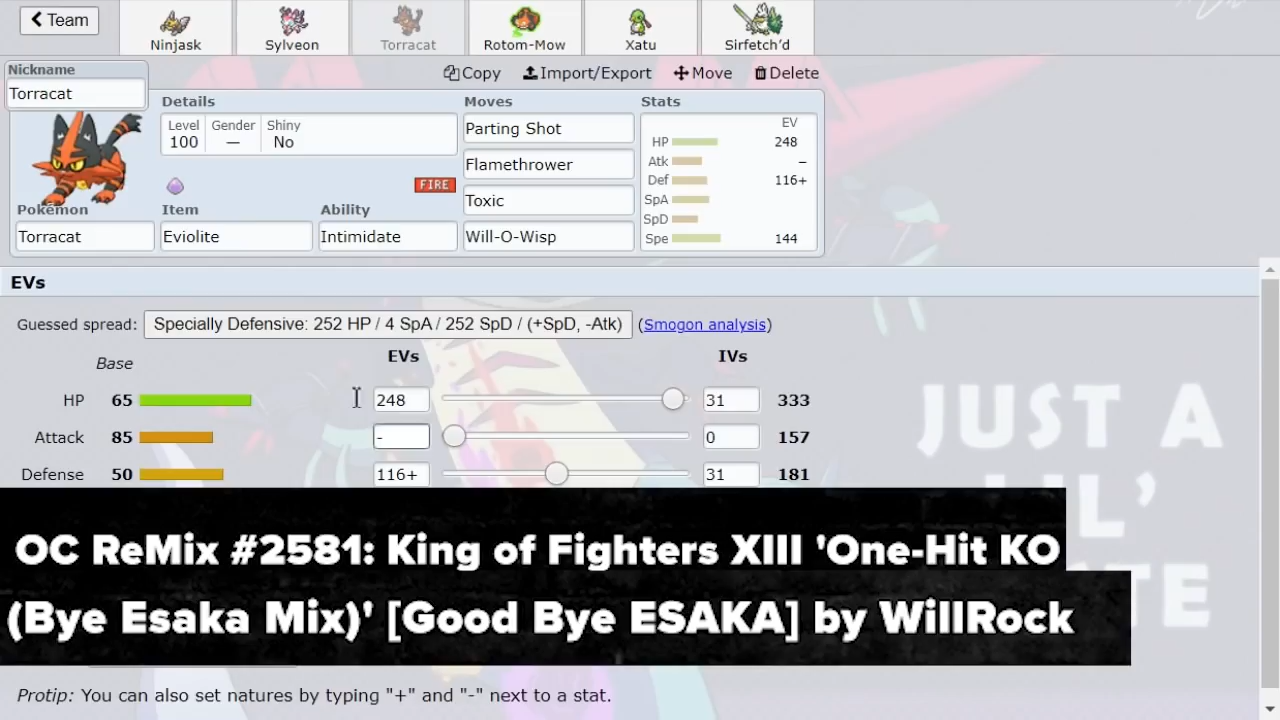 Team
Ninjask
Sylveon
Torracat
Rotom-Mow
Xatu
Sirfetch'd
Nickname
Torracat
Copy
Import/Export
Move
Delete
Details
Moves
Stats
Level
100
Gender
—
Shiny
No
FIRE
Pokémon
Torracat
Item
Eviolite
Ability
Intimidate
Parting Shot
Flamethrower
Toxic
Will-O-Wisp
EV
HP 248
Atk –
Def 116+
SpA
SpD
Spe 144
EVs
Guessed spread: Specially Defensive: 252 HP / 4 SpA / 252 SpD / (+SpD, -Atk) (Smogon analysis)
Base EVs IVs
HP 65 248 31 333
Attack 85 - 0 157
Defense 50 116+ 31 181
JUST A
OC ReMix #2581: King of Fighters XIII 'One-Hit KO
(Bye Esaka Mix)' [Good Bye ESAKA] by WillRock
Protip: You can also set natures by typing "+" and "-" next to a stat.